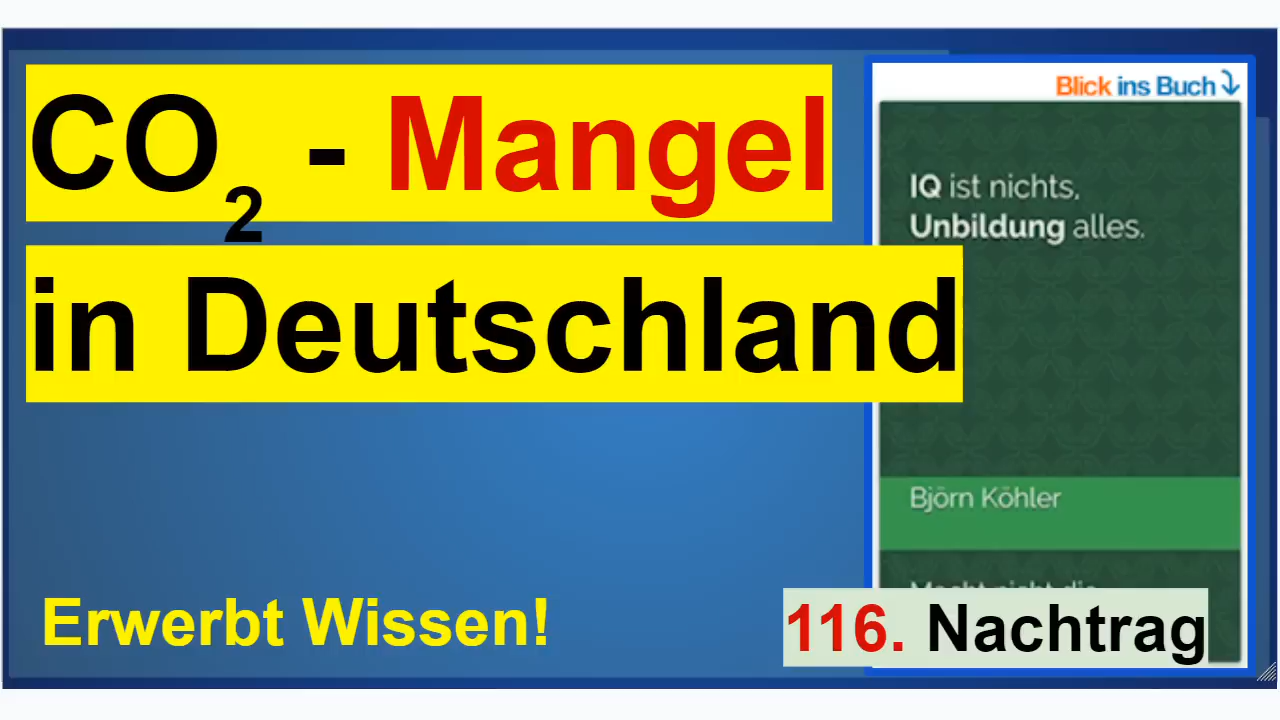 CO₂ - Mangel
in Deutschland
Blick ins Buch
IQ ist nichts,
Unbildung alles.
Björn Köhler
Erwerbt Wissen!
116. Nachtrag